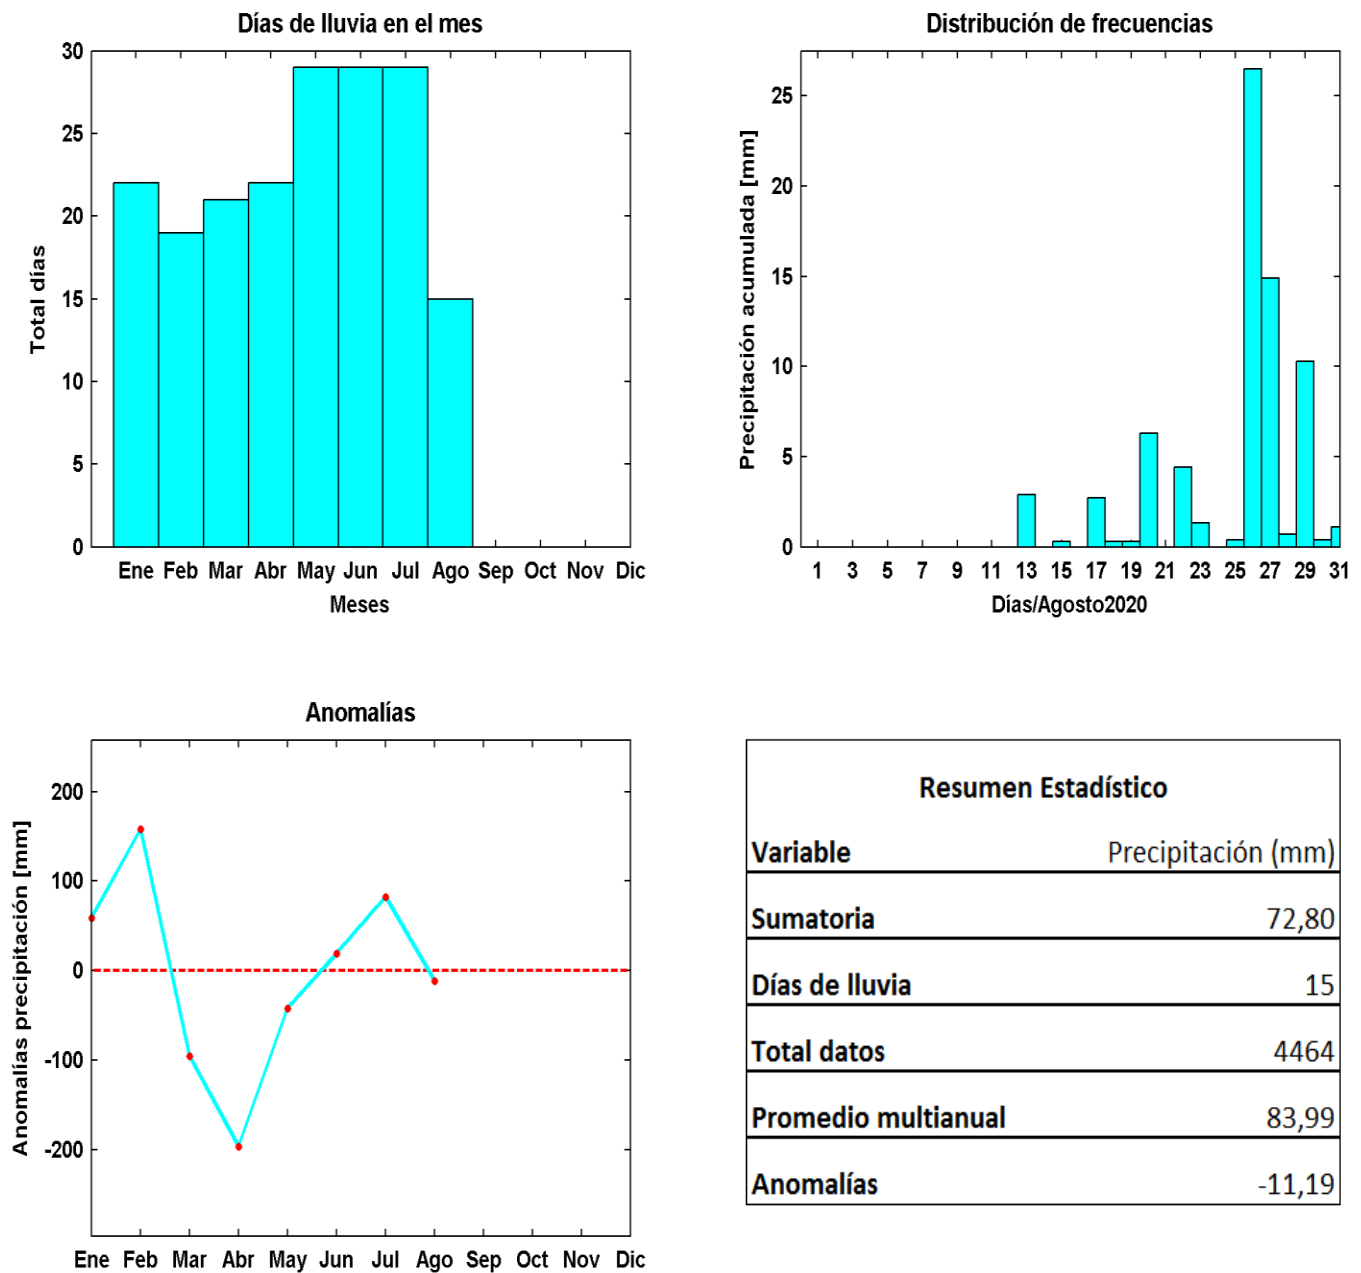 Días de lluvia en el mes
30
25
20
15
10
5
0
Total días
Ene Feb Mar Abr May Jun Jul Ago Sep Oct Nov Dic
Meses
Distribución de frecuencias
25
20
15
10
5
0
Precipitación acumulada [mm]
1 3 5 7 9 11 13 15 17 19 21 23 25 27 29 31
Días/Agosto2020
Anomalías
200
100
0
-100
-200
Anomalías precipitación [mm]
Ene Feb Mar Abr May Jun Jul Ago Sep Oct Nov Dic
Resumen Estadístico
Variable Precipitación (mm)
Sumatoria 72,80
Días de lluvia 15
Total datos 4464
Promedio multianual 83,99
Anomalías -11,19